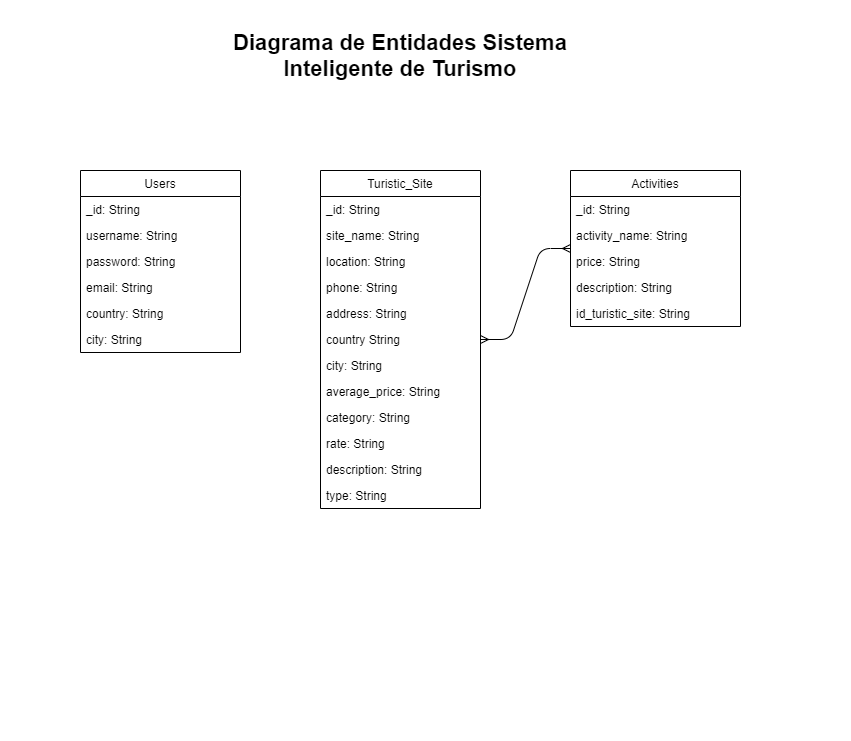 Diagrama de Entidades Sistema
Inteligente de Turismo
Users
_id: String
username: String
password: String
email: String
country: String
city: String
Turistic_Site
_id: String
site_name: String
location: String
phone: String
address: String
country String
city: String
average_price: String
category: String
rate: String
description: String
type: String
Activities
_id: String
activity_name: String
price: String
description: String
id_turistic_site: String